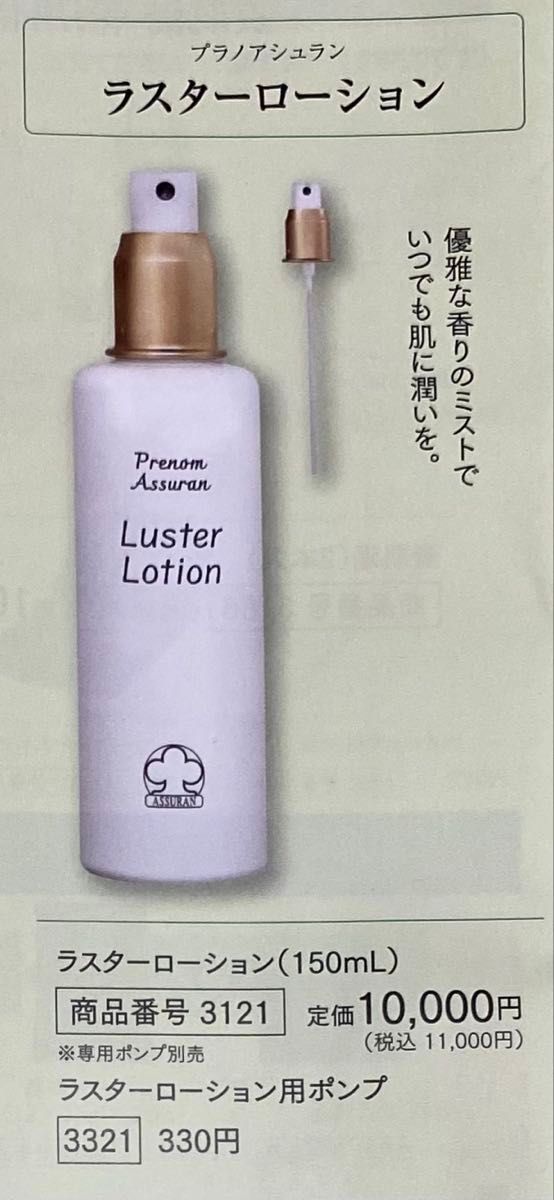 プラノアシュラン
ラスターローション
優雅な香りのミストで
いつでも肌に潤いを。
Prenom
Assuran
Luster
Lotion
ASSURAN
ラスターローション(150mL)
商品番号 3121 定価10,000円
(税込 11,000円)
※専用ポンプ別売
ラスターローション用ポンプ
3321 330円